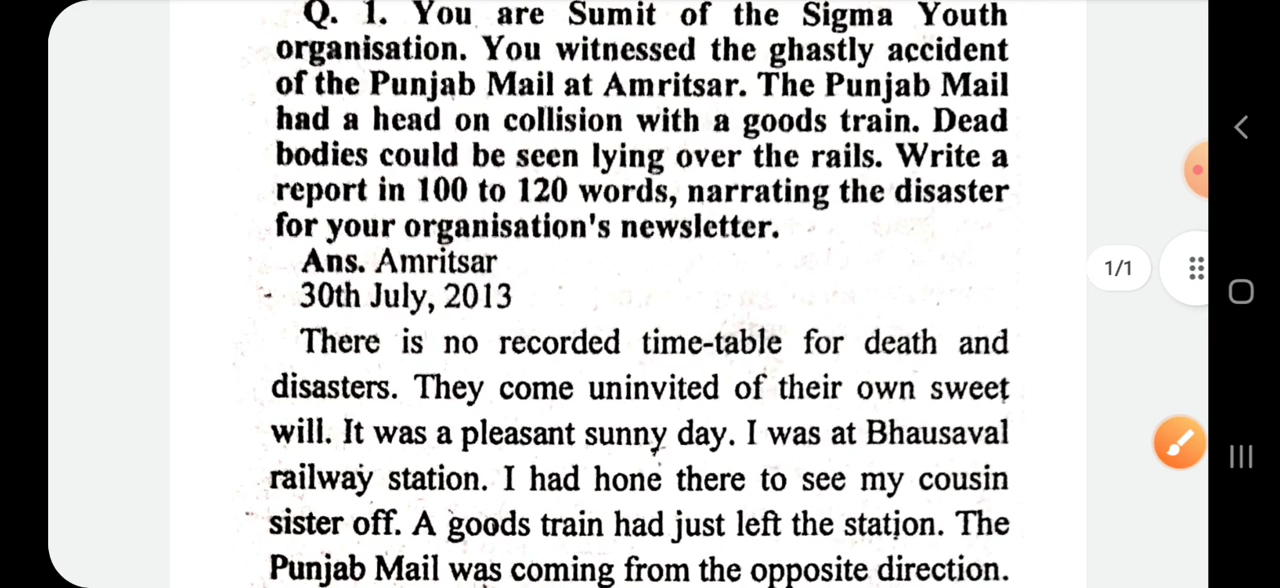 Q. 1. You are Sumit of the Sigma Youth
organisation. You witnessed the ghastly accident
of the Punjab Mail at Amritsar. The Punjab Mail
had a head on collision with a goods train. Dead
bodies could be seen lying over the rails. Write a
report in 100 to 120 words, narrating the disaster
for your organisation's newsletter.
Ans. Amritsar
30th July, 2013
There is no recorded time-table for death and
disasters. They come uninvited of their own sweet
will. It was a pleasant sunny day. I was at Bhausaval
railway station. I had hone there to see my cousin
sister off. A goods train had just left the station. The
Punjab Mail was coming from the opposite direction.
1/1